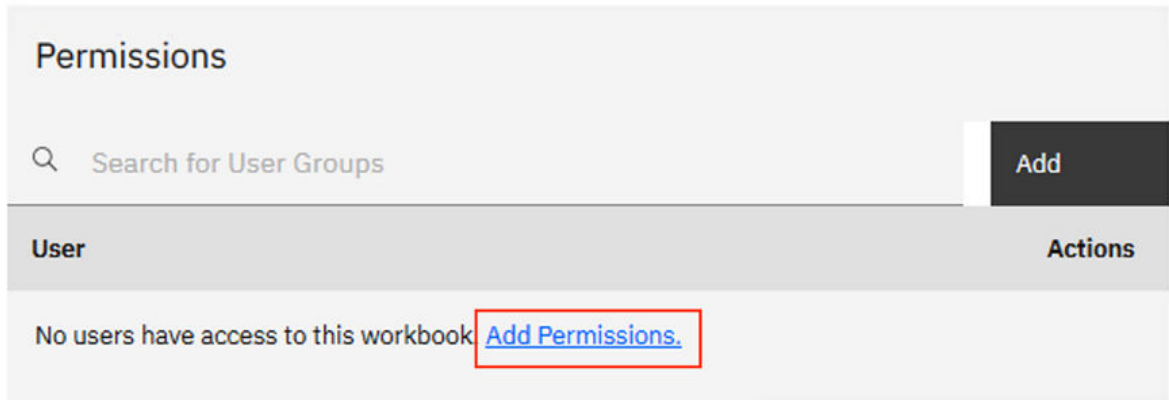 Permissions
Search for User Groups Add
User Actions
No users have access to this workbook. Add Permissions.